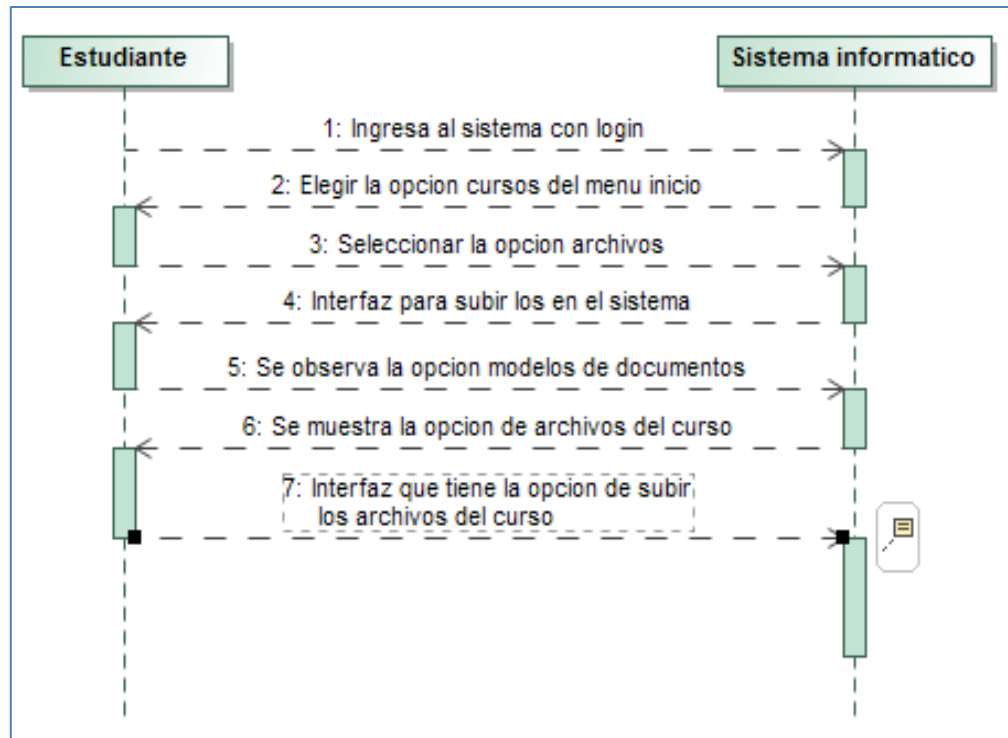 Estudiante
Sistema informatico
1: Ingresa al sistema con login
2: Elegir la opcion cursos del menu inicio
3: Seleccionar la opcion archivos
4: Interfaz para subir los en el sistema
5: Se observa la opcion modelos de documentos
6: Se muestra la opcion de archivos del curso
7: Interfaz que tiene la opcion de subir
los archivos del curso